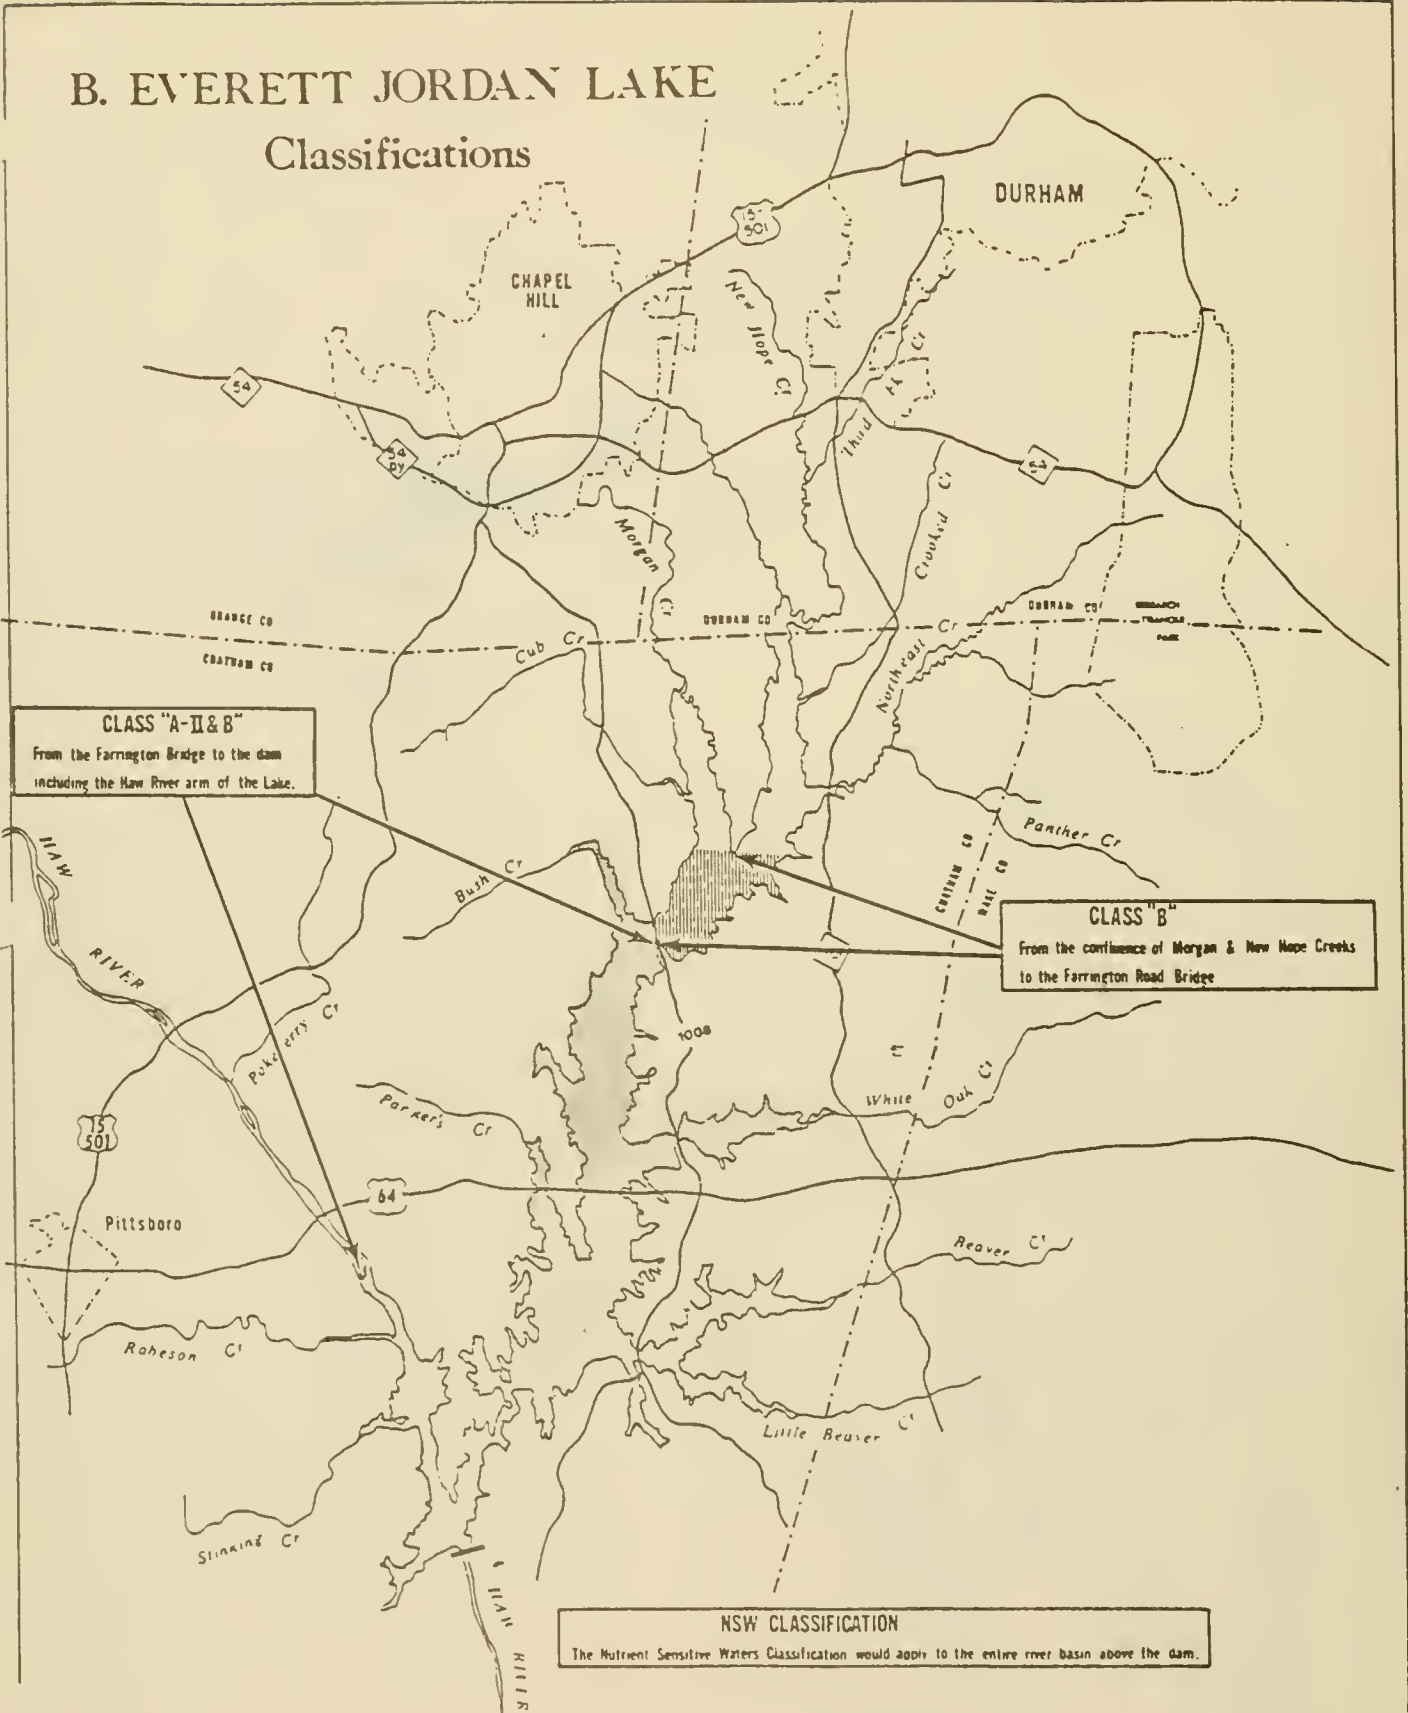 B. EVERETT JORDAN LAKE
Classifications
DURHAM
15-
501
CHAPEL
HILL
New Hope Cr
54
Third Fk Cr
54
BY
54
Morgan Cr
Crooked Cr
ORANGE CO
CHATHAM CO
DURHAM CO
DURHAM CO
RESEARCH
TRIANGLE
PARK
Cub Cr
Northeast Cr
CLASS "A-II & B"
From the Farrington Bridge to the dam
including the Haw River arm of the Lake.
Panther Cr
CHATHAM CO
WAKE CO
HAW RIVER
Bush Cr
CLASS "B"
From the confluence of Morgan & New Hope Creeks
to the Farrington Road Bridge
Pokeberry Cr
1008
Parker's Cr
White Oak Cr
15
501
64
Pittsboro
Beaver Cr
Roheson Cr
Little Beaver Cr
Stinking Cr
HAW RIVER
NSW CLASSIFICATION
The Nutrient Sensitive Waters Classification would apply to the entire river basin above the dam.